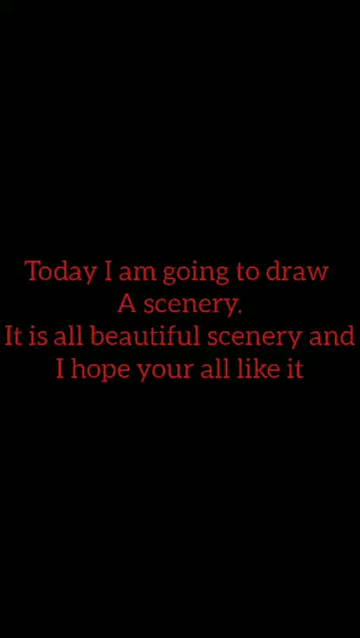 Today I am going to draw
A scenery.
It is all beautiful scenery and
I hope your all like it